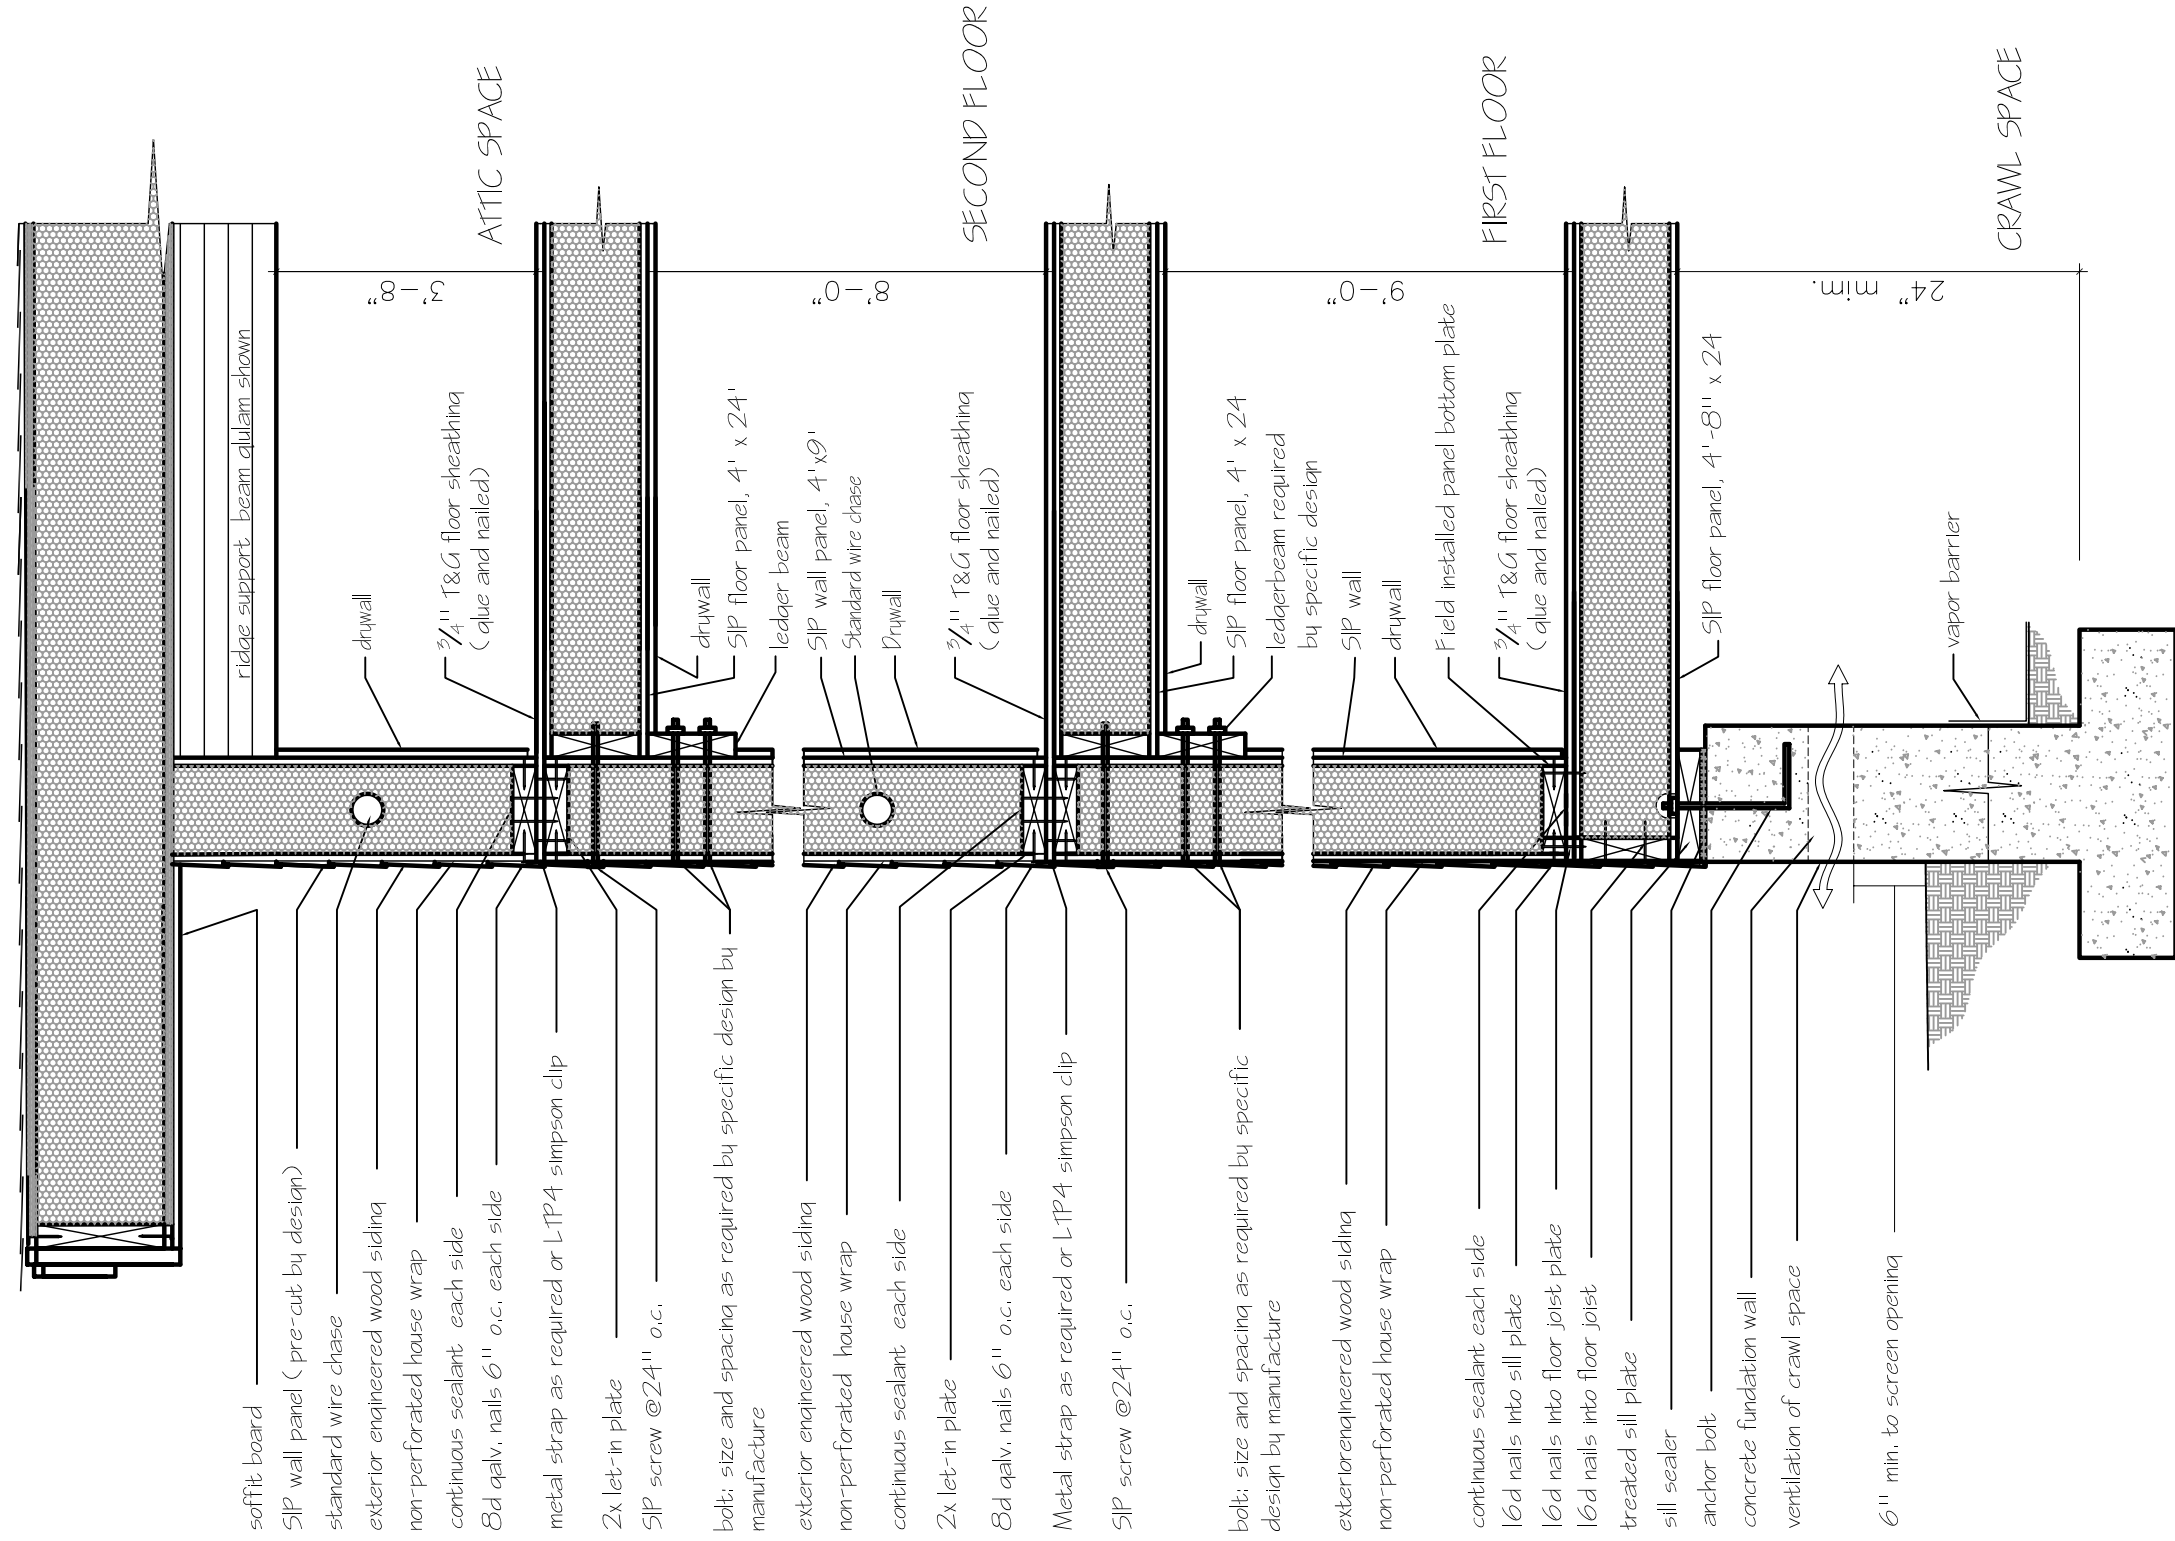 soffit board
SIP wall panel ( pre-cut by design)
standard wire chase
exterior engineered wood siding
non-perforated house wrap
continuous sealant each side
8d galv. nails 6" o.c. each side
metal strap as required or LTP4 simpson clip
2x let-in plate
SIP screw @24" o.c.
bolt; size and spacing as required by specific design by
manufacture
exterior engineered wood siding
non-perforated house wrap
continuous sealant each side
2x let-in plate
8d galv. nails 6" o.c. each side
Metal strap as required or LTP4 simpson clip
SIP screw @24" o.c.
bolt; size and spacing as required by specific
design by manufacture
exteriorengineered wood siding
non-perforated house wrap
continuous sealant each side
16d nails into sill plate
16d nails into floor joist plate
16d nails into floor joist
treated sill plate
sill sealer
anchor bolt
concrete fundation wall
ventilation of crawl space
6" min. to screen opening
ridge support beam glulam shown
drywall
3/4" T&G floor sheathing
( glue and nailed)
drywall
SIP floor panel, 4' x 24'
ledger beam
SIP wall panel, 4'x9'
Standard wire chase
Drywall
3/4" T&G floor sheathing
(glue and nailed)
drywall
SIP floor panel, 4' x 24
ledgerbeam required
by specific design
SIP wall
drywall
Field installed panel bottom plate
3/4" T&G floor sheathing
( glue and nailed)
SIP floor panel, 4'-8" x 24
vapor barrier
3'-8"
8'-0"
9'-0"
24" mim.
ATTIC SPACE
SECOND FLOOR
FIRST FLOOR
CRAWL SPACE